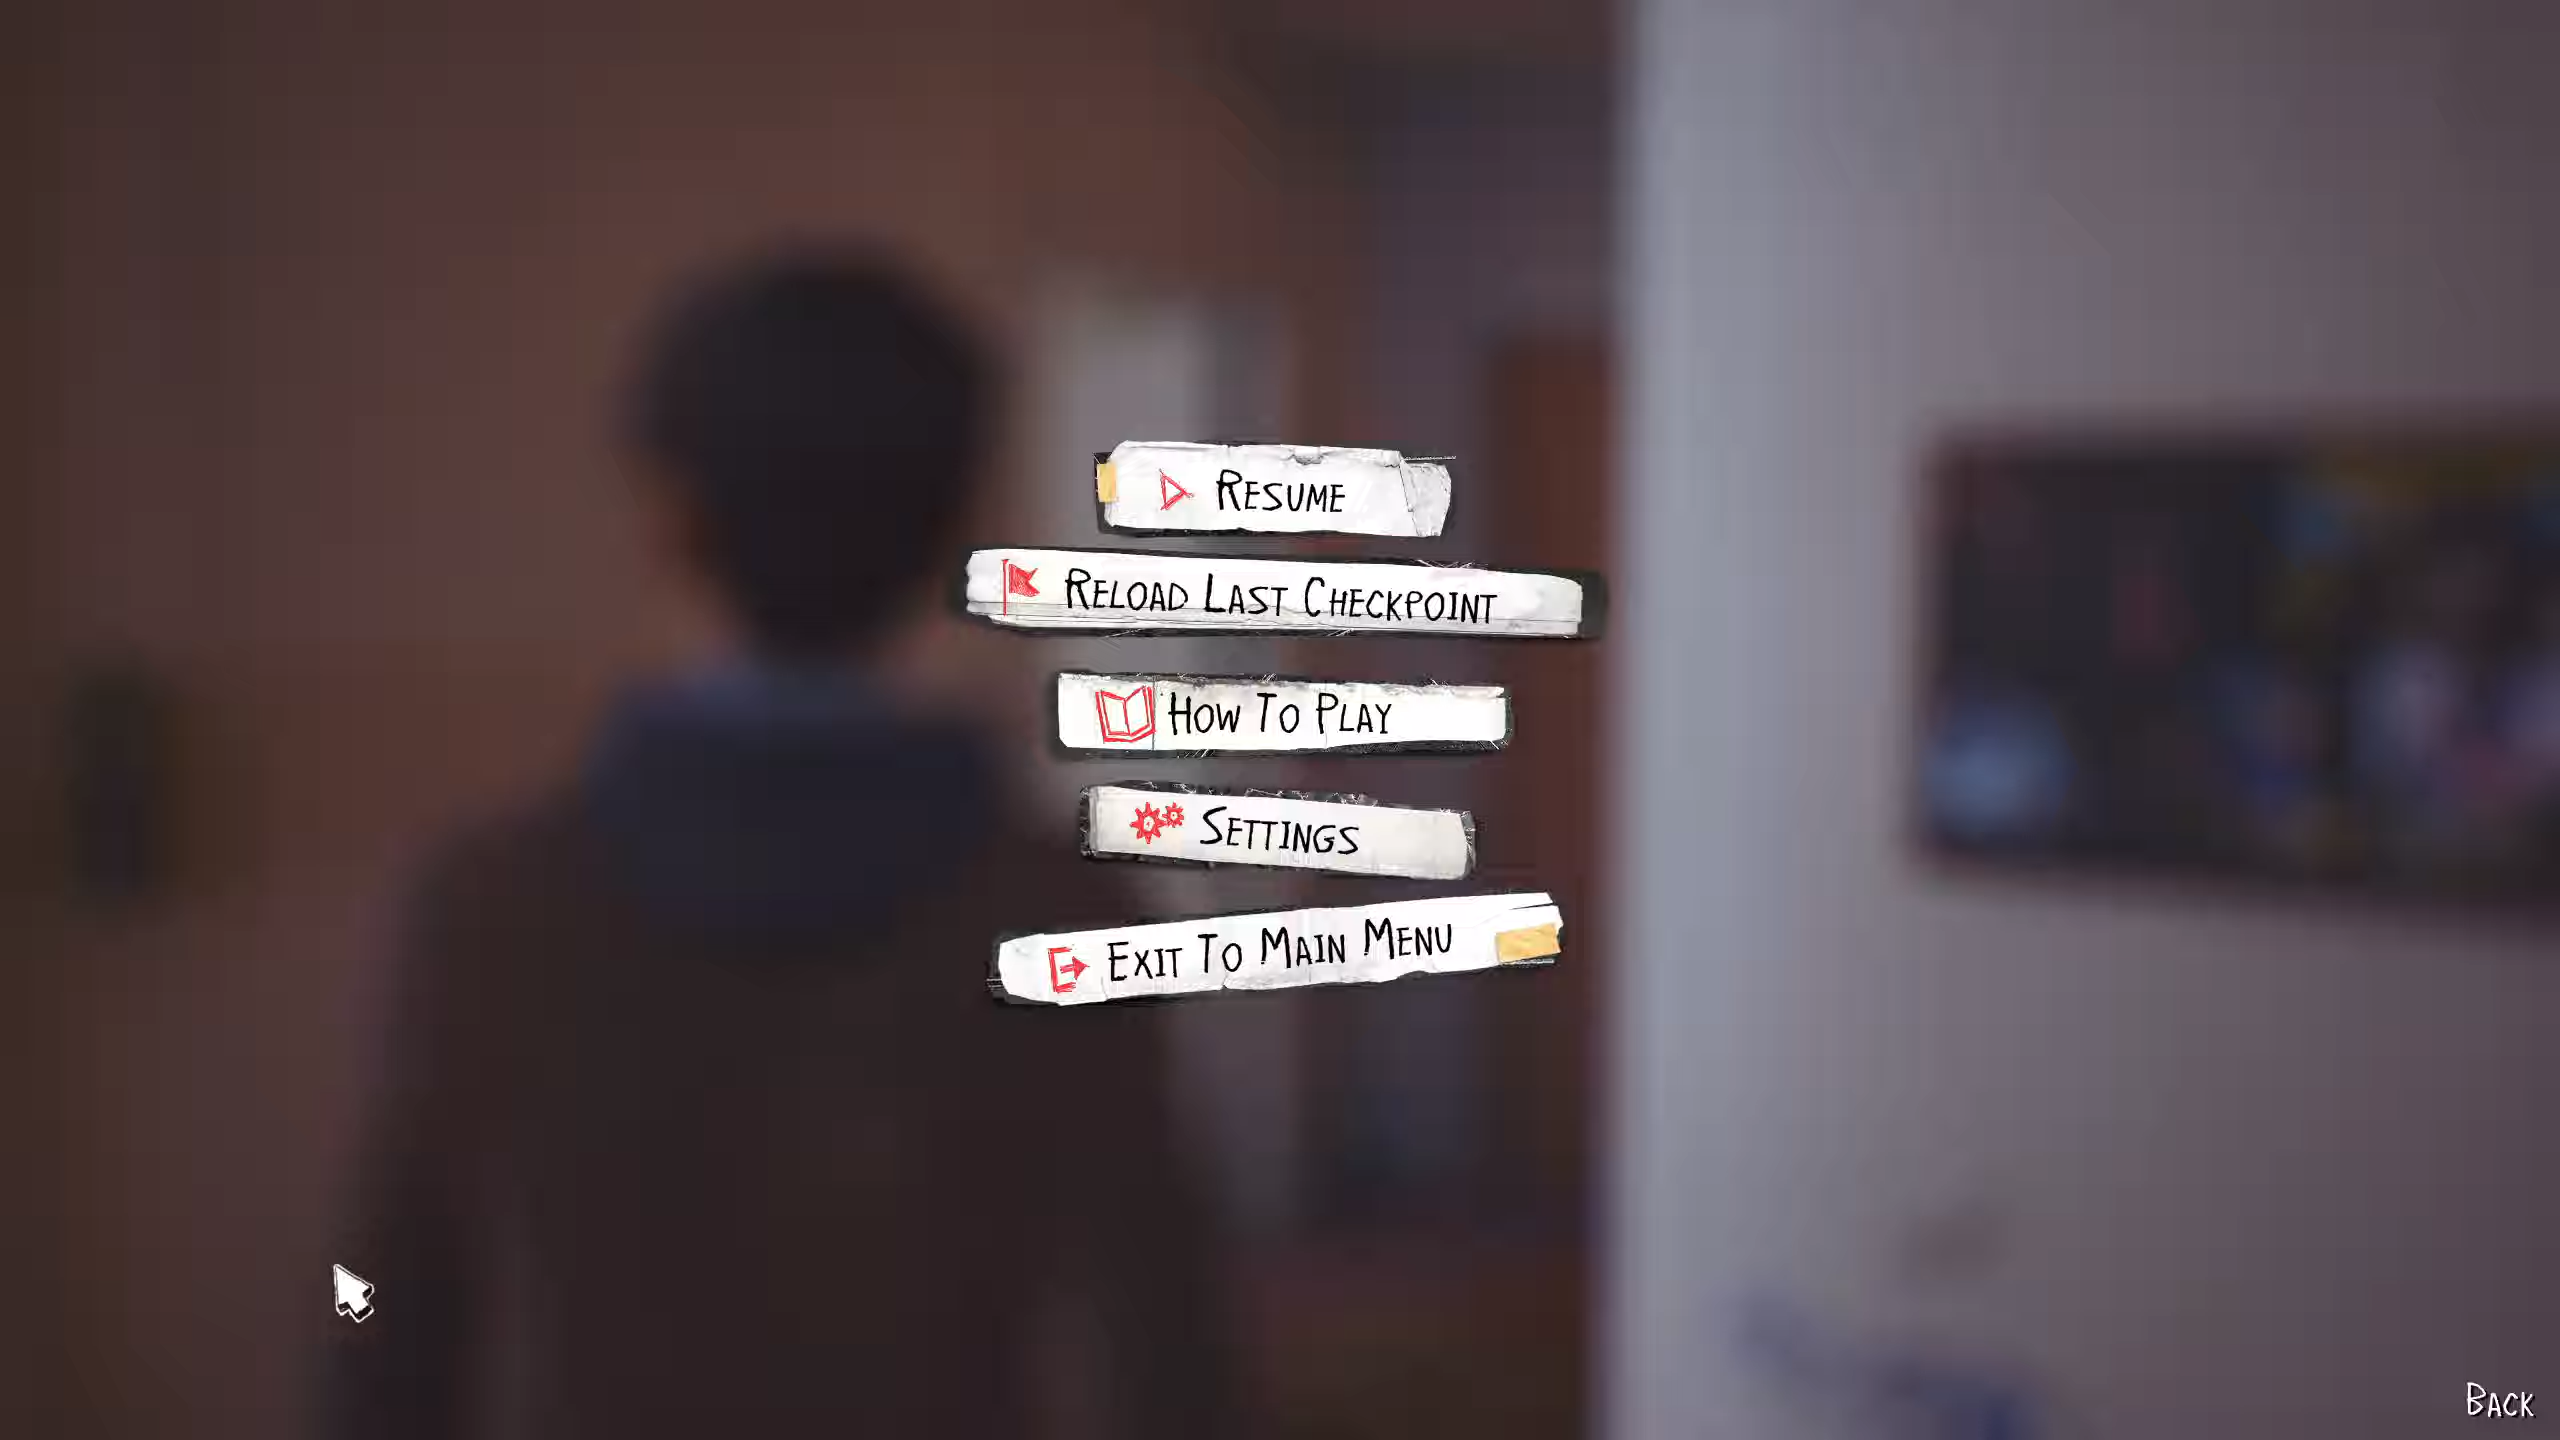 Resume
Reload Last Checkpoint
How To Play
Settings
Exit To Main Menu
Back